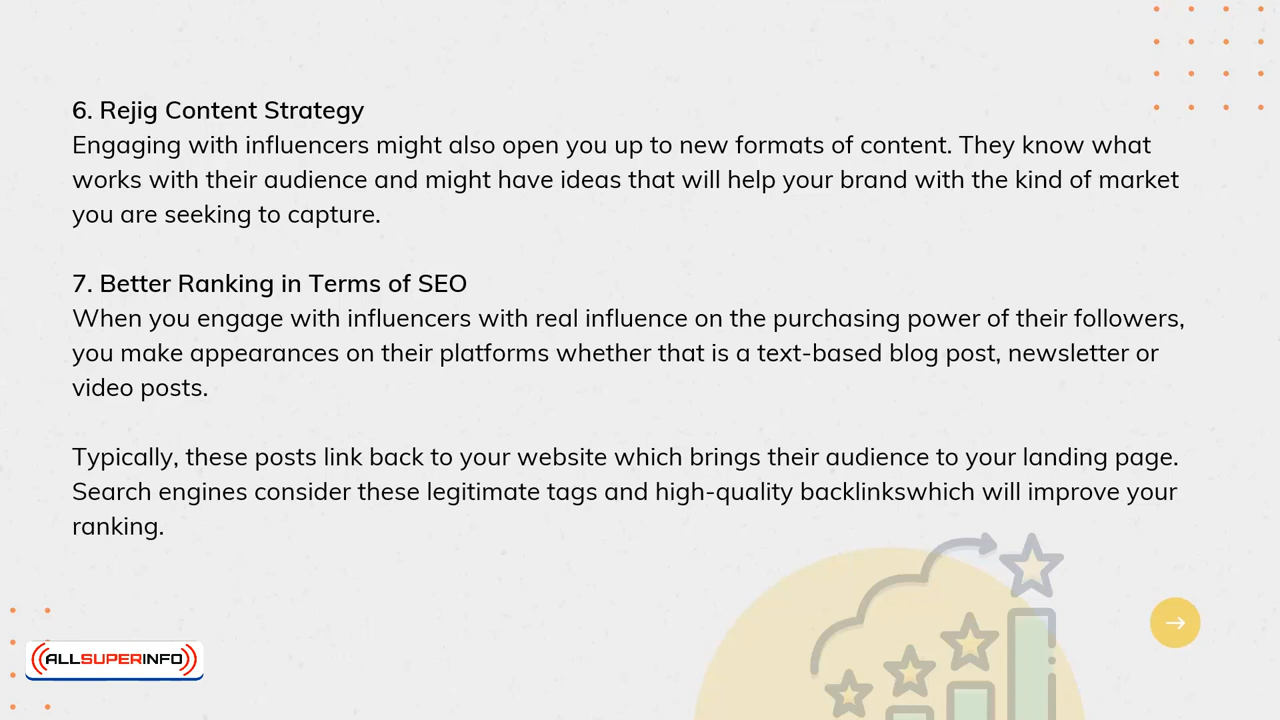 6. Rejig Content Strategy
Engaging with influencers might also open you up to new formats of content. They know what
works with their audience and might have ideas that will help your brand with the kind of market
you are seeking to capture.
7. Better Ranking in Terms of SEO
When you engage with influencers with real influence on the purchasing power of their followers,
you make appearances on their platforms whether that is a text-based blog post, newsletter or
video posts.
Typically, these posts link back to your website which brings their audience to your landing page.
Search engines consider these legitimate tags and high-quality backlinkswhich will improve your
ranking.
ALLSUPERINFO